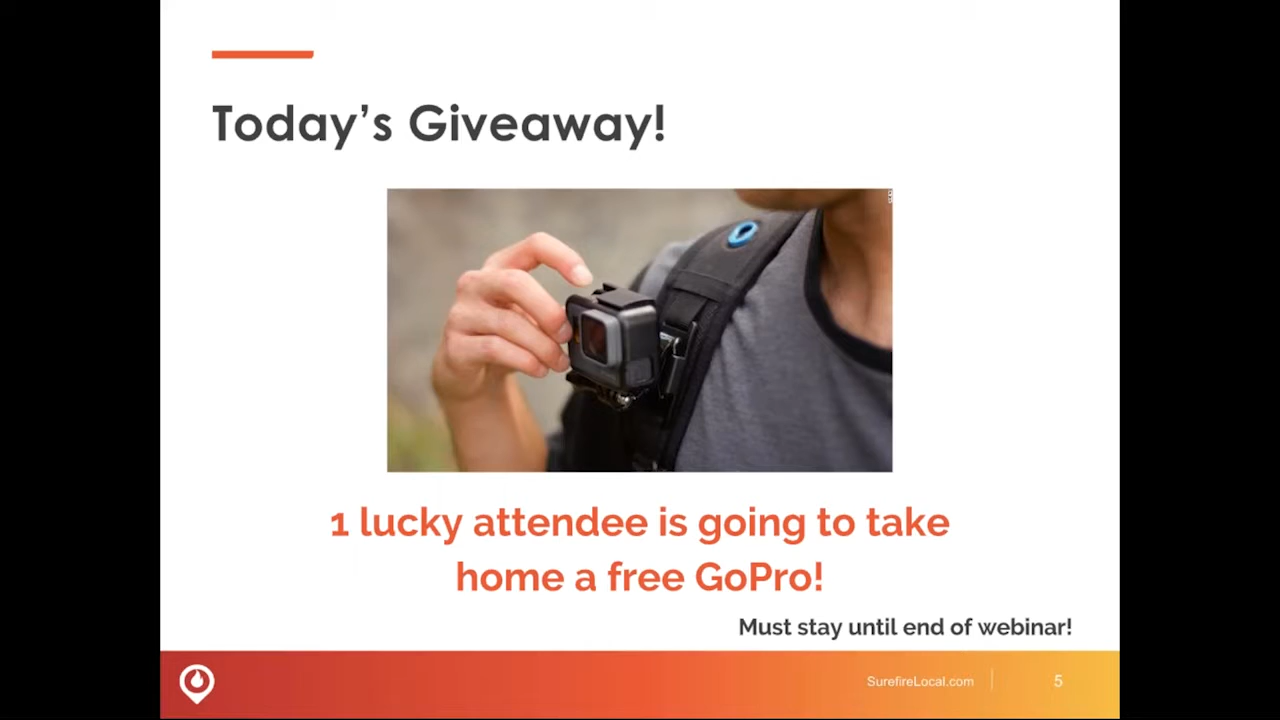 Today's Giveaway!
1 lucky attendee is going to take
home a free GoPro!
Must stay until end of webinar!
SurefireLocal.com
5